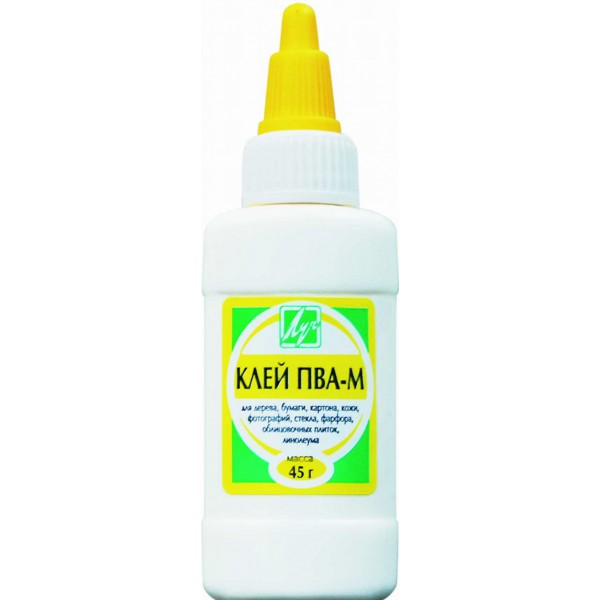 Луч
КЛЕЙ ПВА-М
для дерева, бумаги, картона, кожи,
фотографий, стекла, фарфора,
облицовочных плиток,
линолеума
масса
45 г